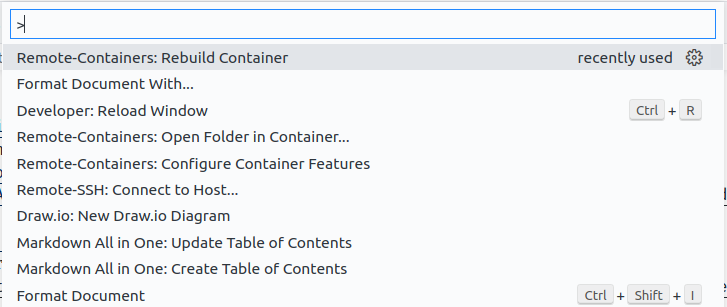 >
Remote-Containers: Rebuild Container recently used
Format Document With...
Developer: Reload Window Ctrl + R
Remote-Containers: Open Folder in Container...
Remote-Containers: Configure Container Features
Remote-SSH: Connect to Host...
Draw.io: New Draw.io Diagram
Markdown All in One: Update Table of Contents
Markdown All in One: Create Table of Contents
Format Document Ctrl + Shift + I